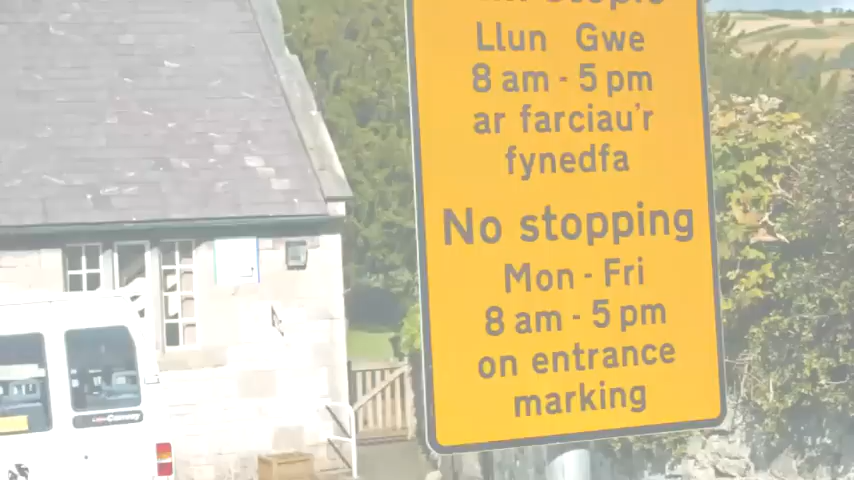 Llun Gwe
8 am - 5 pm
ar farciau'r
fynedfa
No stopping
Mon - Fri
8 am - 5 pm
on entrance
marking